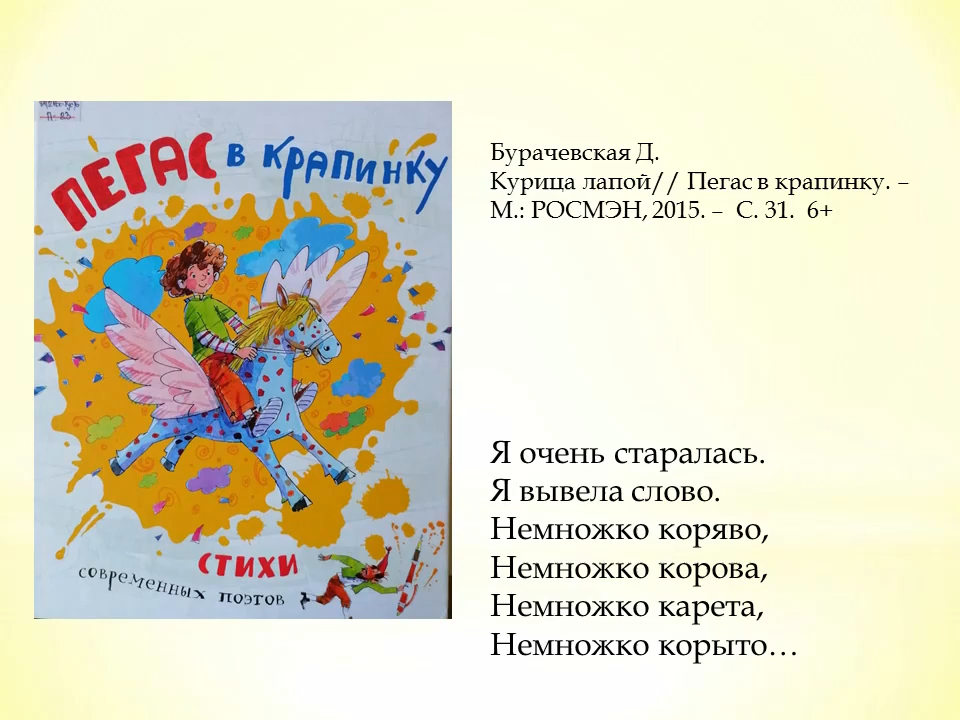 ПЕГАС В КРАПИНКУ
СТИХИ
современных поэтов
Бурачевская Д.
Курица лапой// Пегас в крапинку. –
М.: РОСМЭН, 2015. – С. 31. 6+
Я очень старалась.
Я вывела слово.
Немножко коряво,
Немножко корова,
Немножко карета,
Немножко корыто…